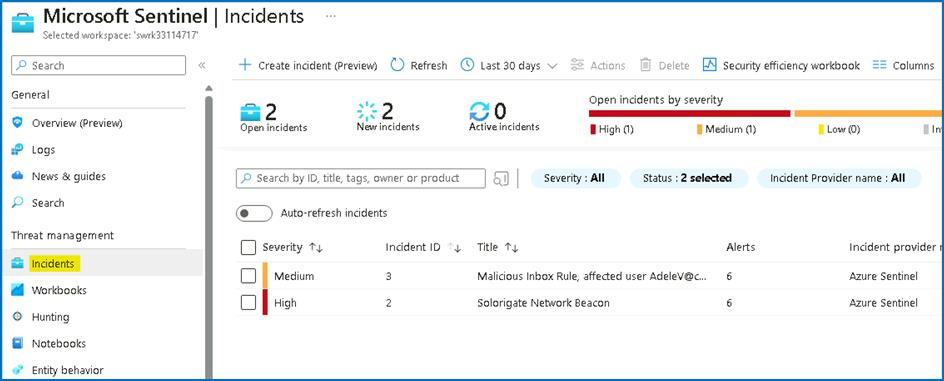 Microsoft Sentinel | Incidents ...
Selected workspace: 'swrk33114717'
Search
«
General
Overview (Preview)
Logs
News & guides
Search
Threat management
Incidents
Workbooks
Hunting
Notebooks
Entity behavior
+ Create incident (Preview) Refresh Last 30 days Actions Delete Security efficiency workbook Columns
2 Open incidents
2 New incidents
0 Active incidents
Open incidents by severity
High (1) Medium (1) Low (0) In
Search by ID, title, tags, owner or product Severity : All Status : 2 selected Incident Provider name : All
Auto-refresh incidents
Severity ↑↓ Incident ID ↑↓ Title ↑↓ Alerts Incident provider n
Medium 3 Malicious Inbox Rule, affected user AdeleV@c... 6 Azure Sentinel
High 2 Solorigate Network Beacon 6 Azure Sentinel